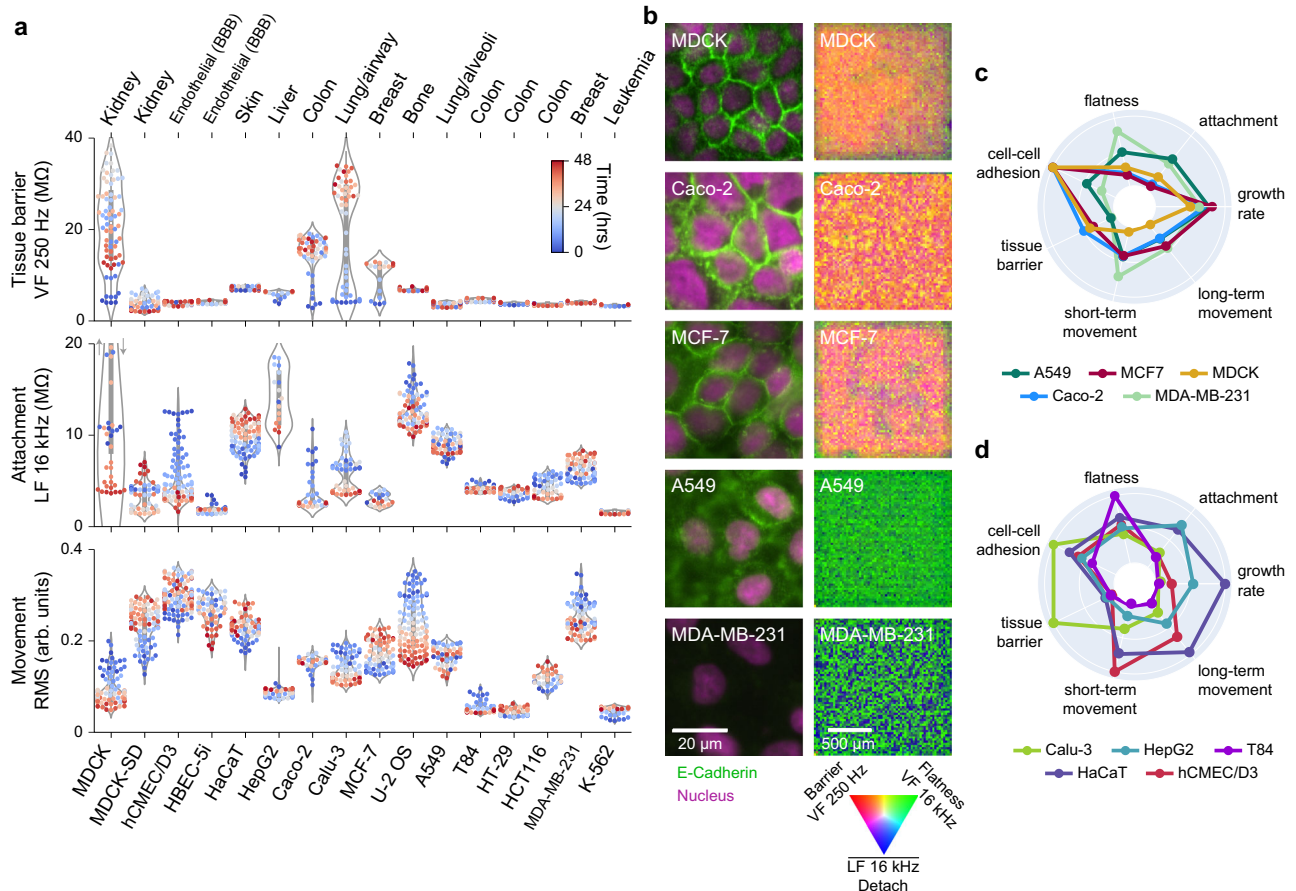 a
Kidney
Kidney
Endothelial (BBB)
Endothelial (BBB)
Skin
Liver
Colon
Lung/airway
Breast
Bone
Lung/alveoli
Colon
Colon
Colon
Breast
Leukemia
Tissue barrier
VF 250 Hz (MΩ)
40
20
0
48
24
0
Time (hrs)
Attachment
LF 16 kHz (MΩ)
20
10
0
Movement
RMS (arb. units)
0.4
0.2
0
MDCK
MDCK-SD
hCMEC/D3
HBEC-5i
HaCaT
HepG2
Caco-2
Calu-3
MCF-7
U-2 OS
A549
T84
HT-29
HCT116
MDA-MB-231
K-562
b
MDCK
MDCK
Caco-2
Caco-2
MCF-7
MCF-7
A549
A549
MDA-MB-231
MDA-MB-231
20 µm
500 µm
E-Cadherin
Nucleus
Barrier
VF 250 Hz
Flatness
VF 16 kHz
LF 16 kHz
Detach
c
flatness
attachment
cell-cell
adhesion
growth
rate
tissue
barrier
short-term
movement
long-term
movement
A549
MCF7
MDCK
Caco-2
MDA-MB-231
d
flatness
attachment
cell-cell
adhesion
growth
rate
tissue
barrier
short-term
movement
long-term
movement
Calu-3
HepG2
T84
HaCaT
hCMEC/D3